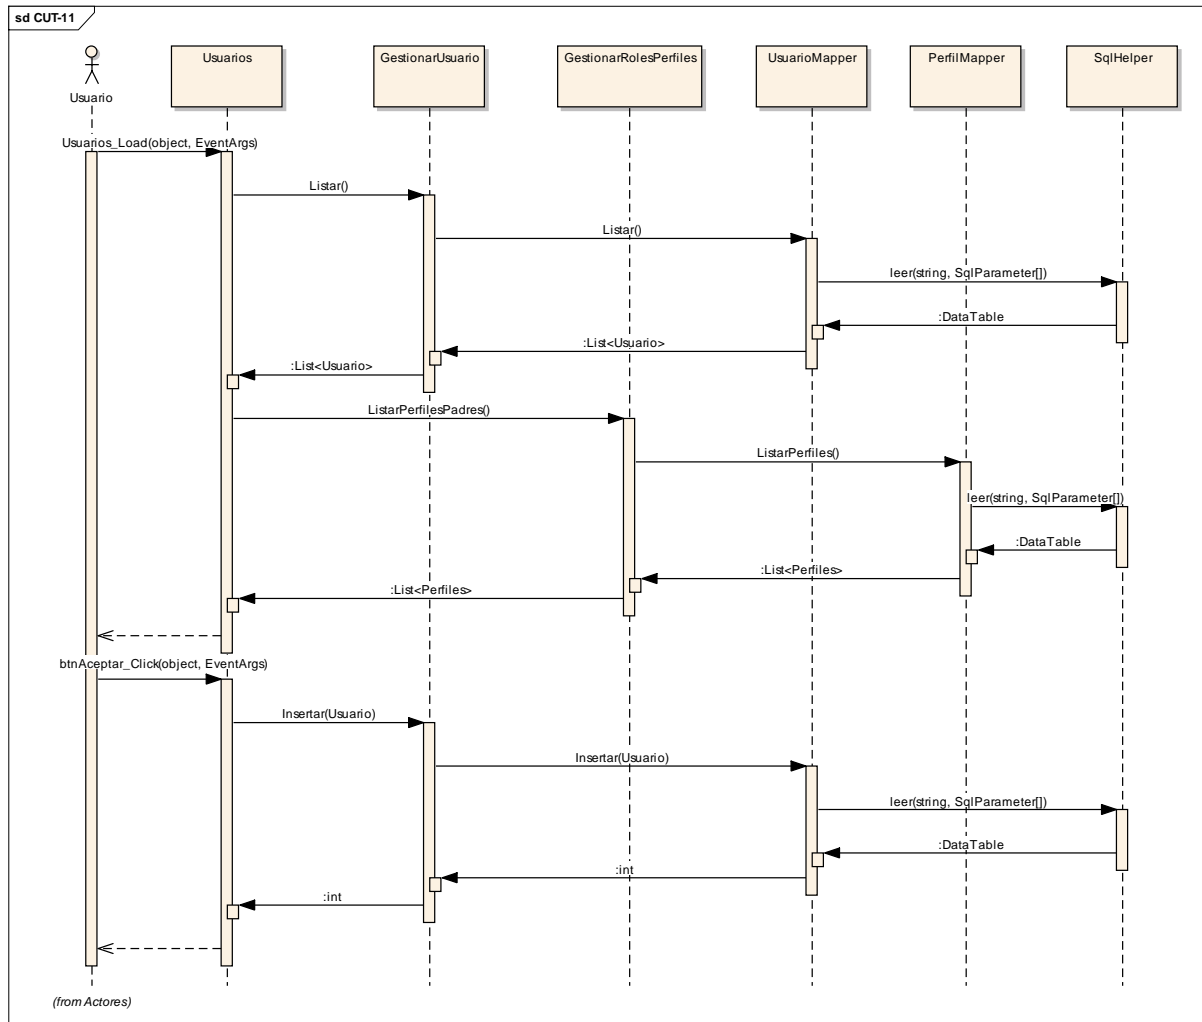 sd CUT-11
Usuario
Usuarios
GestionarUsuario
GestionarRolesPerfiles
UsuarioMapper
PerfilMapper
SqlHelper
Usuarios_Load(object, EventArgs)
Listar()
Listar()
leer(string, SqlParameter[])
:DataTable
:List<Usuario>
:List<Usuario>
ListarPerfilesPadres()
ListarPerfiles()
leer(string, SqlParameter[])
:DataTable
:List<Perfiles>
:List<Perfiles>
btnAceptar_Click(object, EventArgs)
Insertar(Usuario)
Insertar(Usuario)
leer(string, SqlParameter[])
:DataTable
:int
:int
(from Actores)